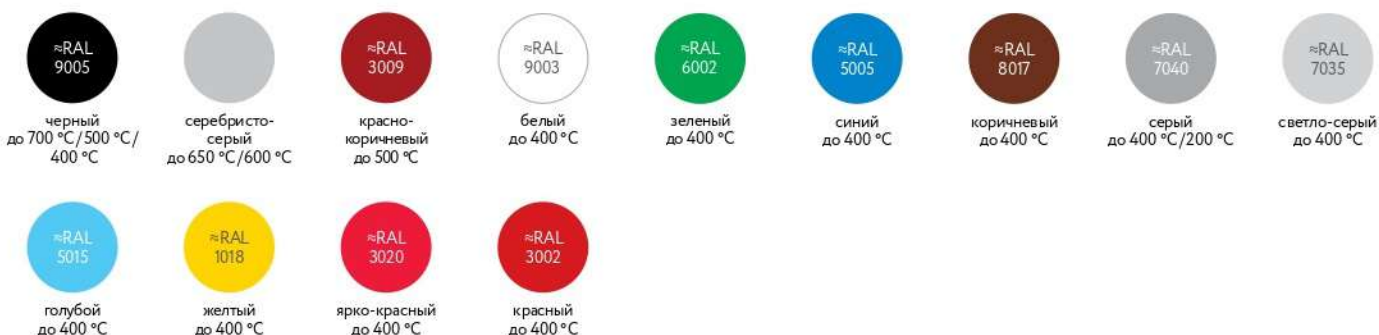 ≈RAL
9005
черный
до 700 °C/500 °C/
400 °C
серебристо-
серый
до 650 °C/600 °C
≈RAL
3009
красно-
коричневый
до 500 °C
≈RAL
9003
белый
до 400 °C
≈RAL
6002
зеленый
до 400 °C
≈RAL
5005
синий
до 400 °C
≈RAL
8017
коричневый
до 400 °C
≈RAL
7040
серый
до 400 °C/200 °C
≈RAL
7035
светло-серый
до 400 °C
≈RAL
5015
голубой
до 400 °C
≈RAL
1018
желтый
до 400 °C
≈RAL
3020
ярко-красный
до 400 °C
≈RAL
3002
красный
до 400 °C